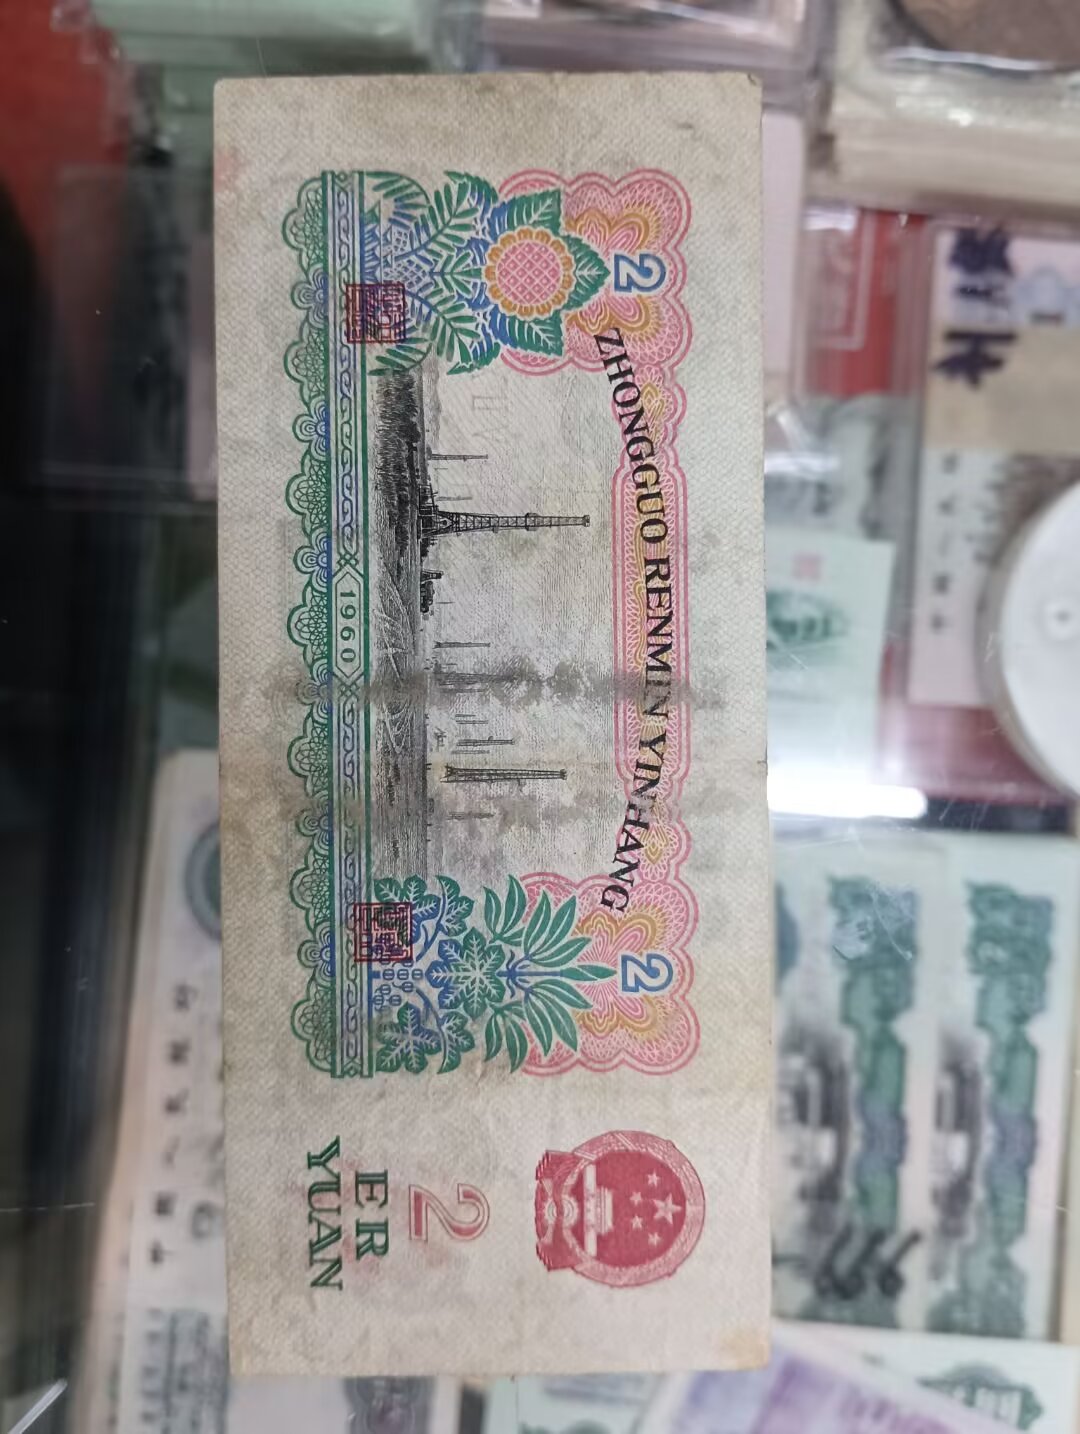 ZHONGGUO RENMIN YINHANG
2
2
1960
2
ER
YUAN